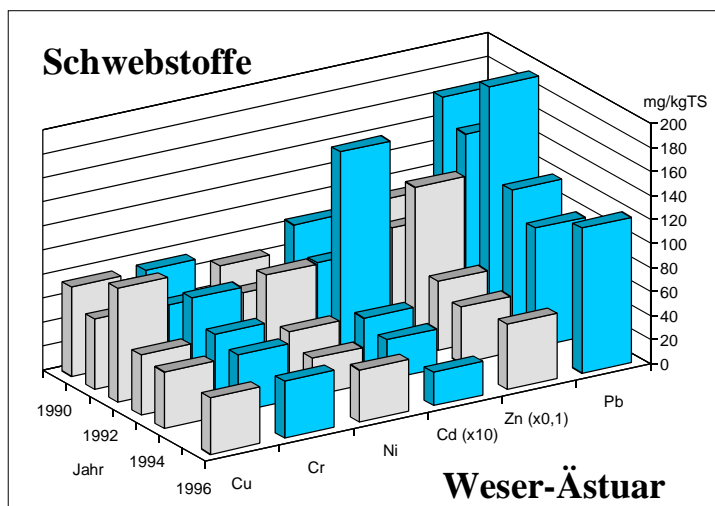 Schwebstoffe
mg/kgTS
200
180
160
140
120
100
80
60
40
20
0
1990
1992
1994
1996
Jahr
Cu
Cr
Ni
Cd (x10)
Zn (x0,1)
Pb
Weser-Ästuar